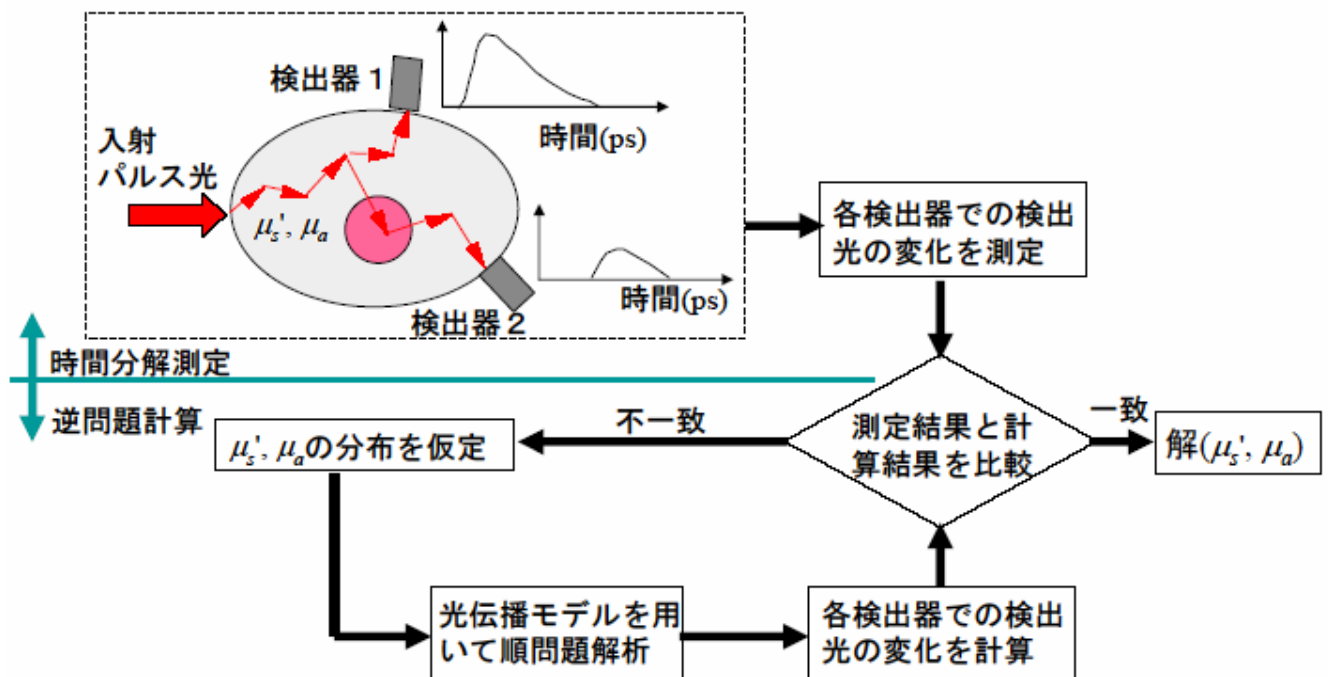 検出器1
時間(ps)
入射
パルス光
μs', μa
時間(ps)
検出器2
各検出器での検出
光の変化を測定
時間分解測定
逆問題計算
不一致
測定結果と計
算結果を比較
一致
解(μs', μa)
μs', μaの分布を仮定
光伝播モデルを用
いて順問題解析
各検出器での検出
光の変化を計算